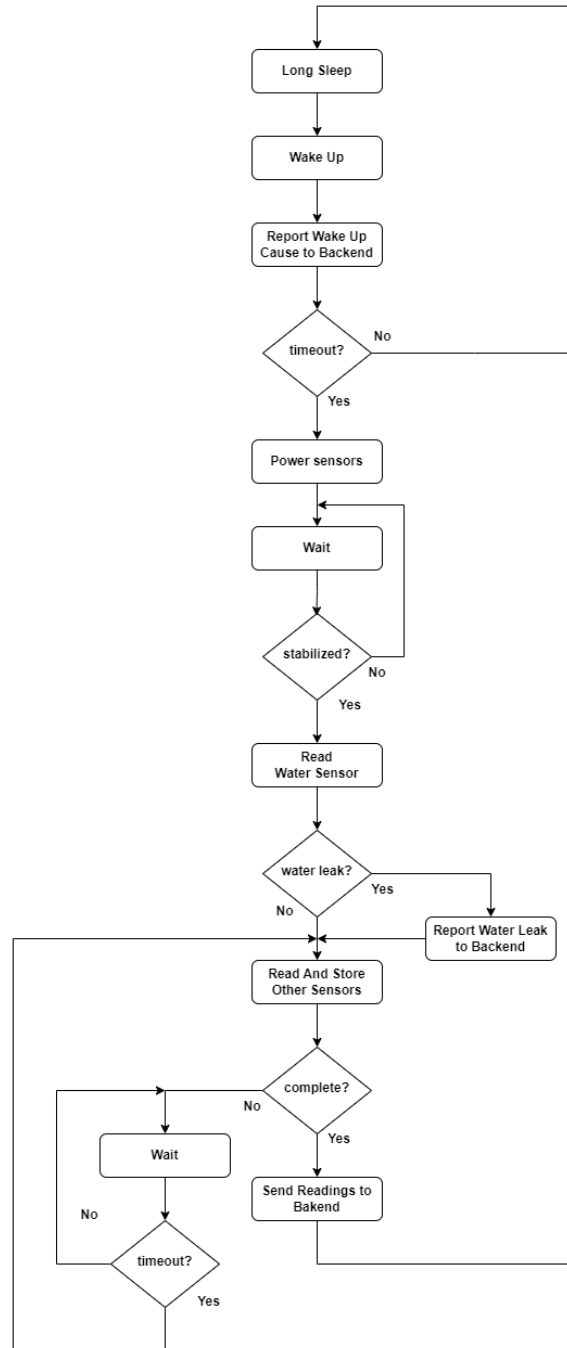 Long Sleep
Wake Up
Report Wake Up
Cause to Backend
timeout?
No
Yes
Power sensors
Wait
stabilized?
No
Yes
Read
Water Sensor
water leak?
Yes
No
Report Water Leak
to Backend
Read And Store
Other Sensors
complete?
No
Yes
Wait
Send Readings to
Bakend
No
timeout?
Yes